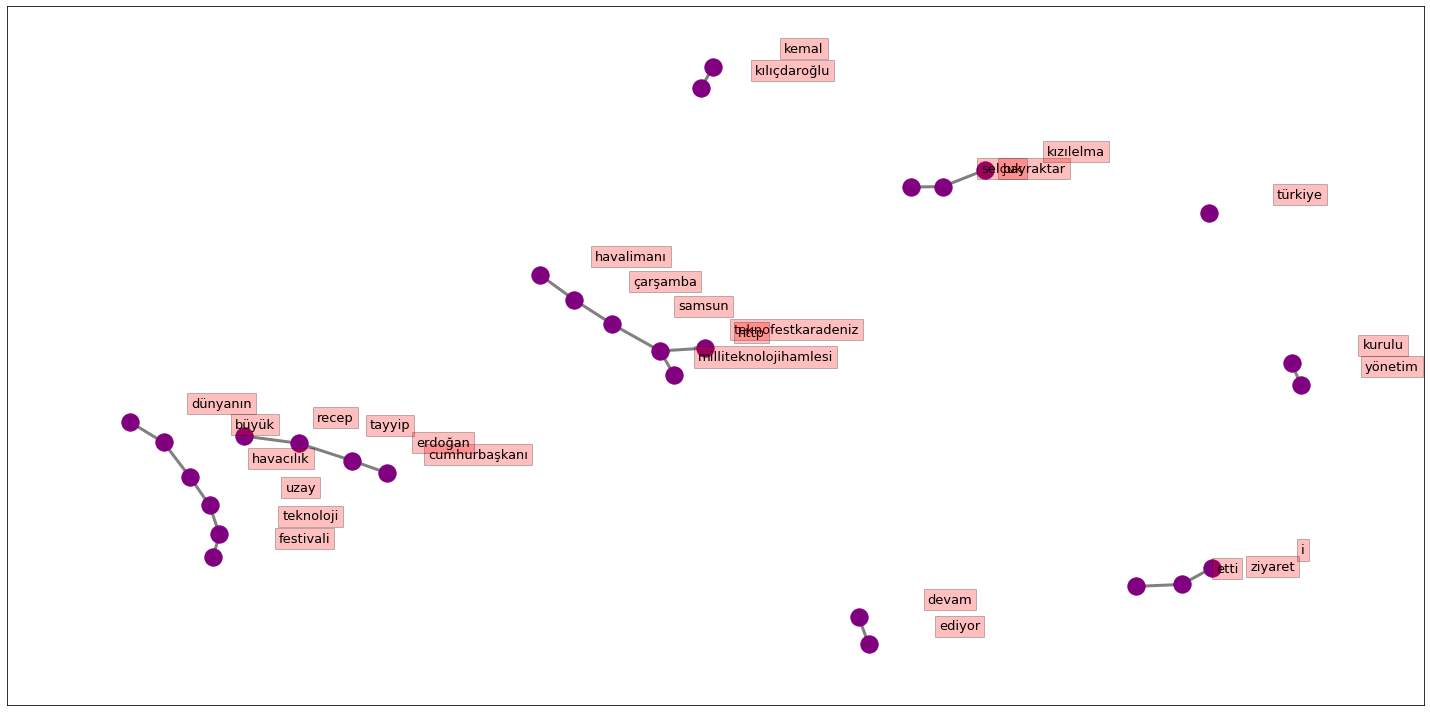 kemal
kılıçdaroğlu
kızılelma
selçuk
bayraktar
türkiye
havalimanı
çarşamba
samsun
teknofestkaradeniz
http
milliteknolojihamlesi
kurulu
yönetim
dünyanın
büyük
recep
tayyip
erdoğan
cumhurbaşkanı
havacılık
uzay
teknoloji
festivali
i
etti
ziyaret
devam
ediyor